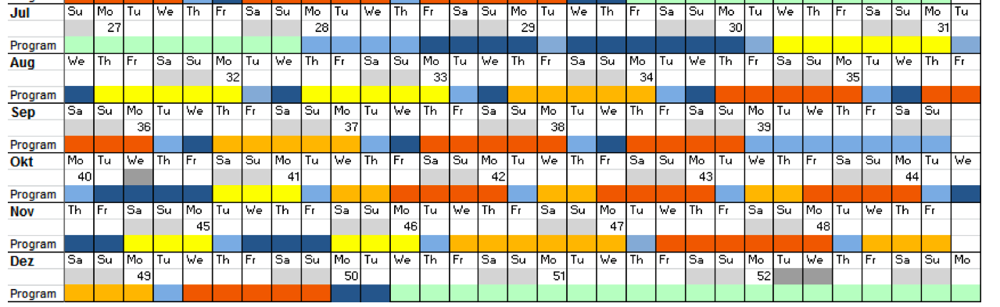 Jul Su Mo Tu We Th Fr Sa Su Mo Tu We Th Fr Sa Su Mo Tu We Th Fr Sa Su Mo Tu We Th Fr Sa Su Mo Tu
27 28 29 30 31
Program
Aug We Th Fr Sa Su Mo Tu We Th Fr Sa Su Mo Tu We Th Fr Sa Su Mo Tu We Th Fr Sa Su Mo Tu We Th Fr
32 33 34 35
Program
Sep Sa Su Mo Tu We Th Fr Sa Su Mo Tu We Th Fr Sa Su Mo Tu We Th Fr Sa Su Mo Tu We Th Fr Sa Su
36 37 38 39
Program
Okt Mo Tu We Th Fr Sa Su Mo Tu We Th Fr Sa Su Mo Tu We Th Fr Sa Su Mo Tu We Th Fr Sa Su Mo Tu We
40 41 42 43 44
Program
Nov Th Fr Sa Su Mo Tu We Th Fr Sa Su Mo Tu We Th Fr Sa Su Mo Tu We Th Fr Sa Su Mo Tu We Th Fr
45 46 47 48
Program
Dez Sa Su Mo Tu We Th Fr Sa Su Mo Tu We Th Fr Sa Su Mo Tu We Th Fr Sa Su Mo Tu We Th Fr Sa Su Mo
49 50 51 52
Program